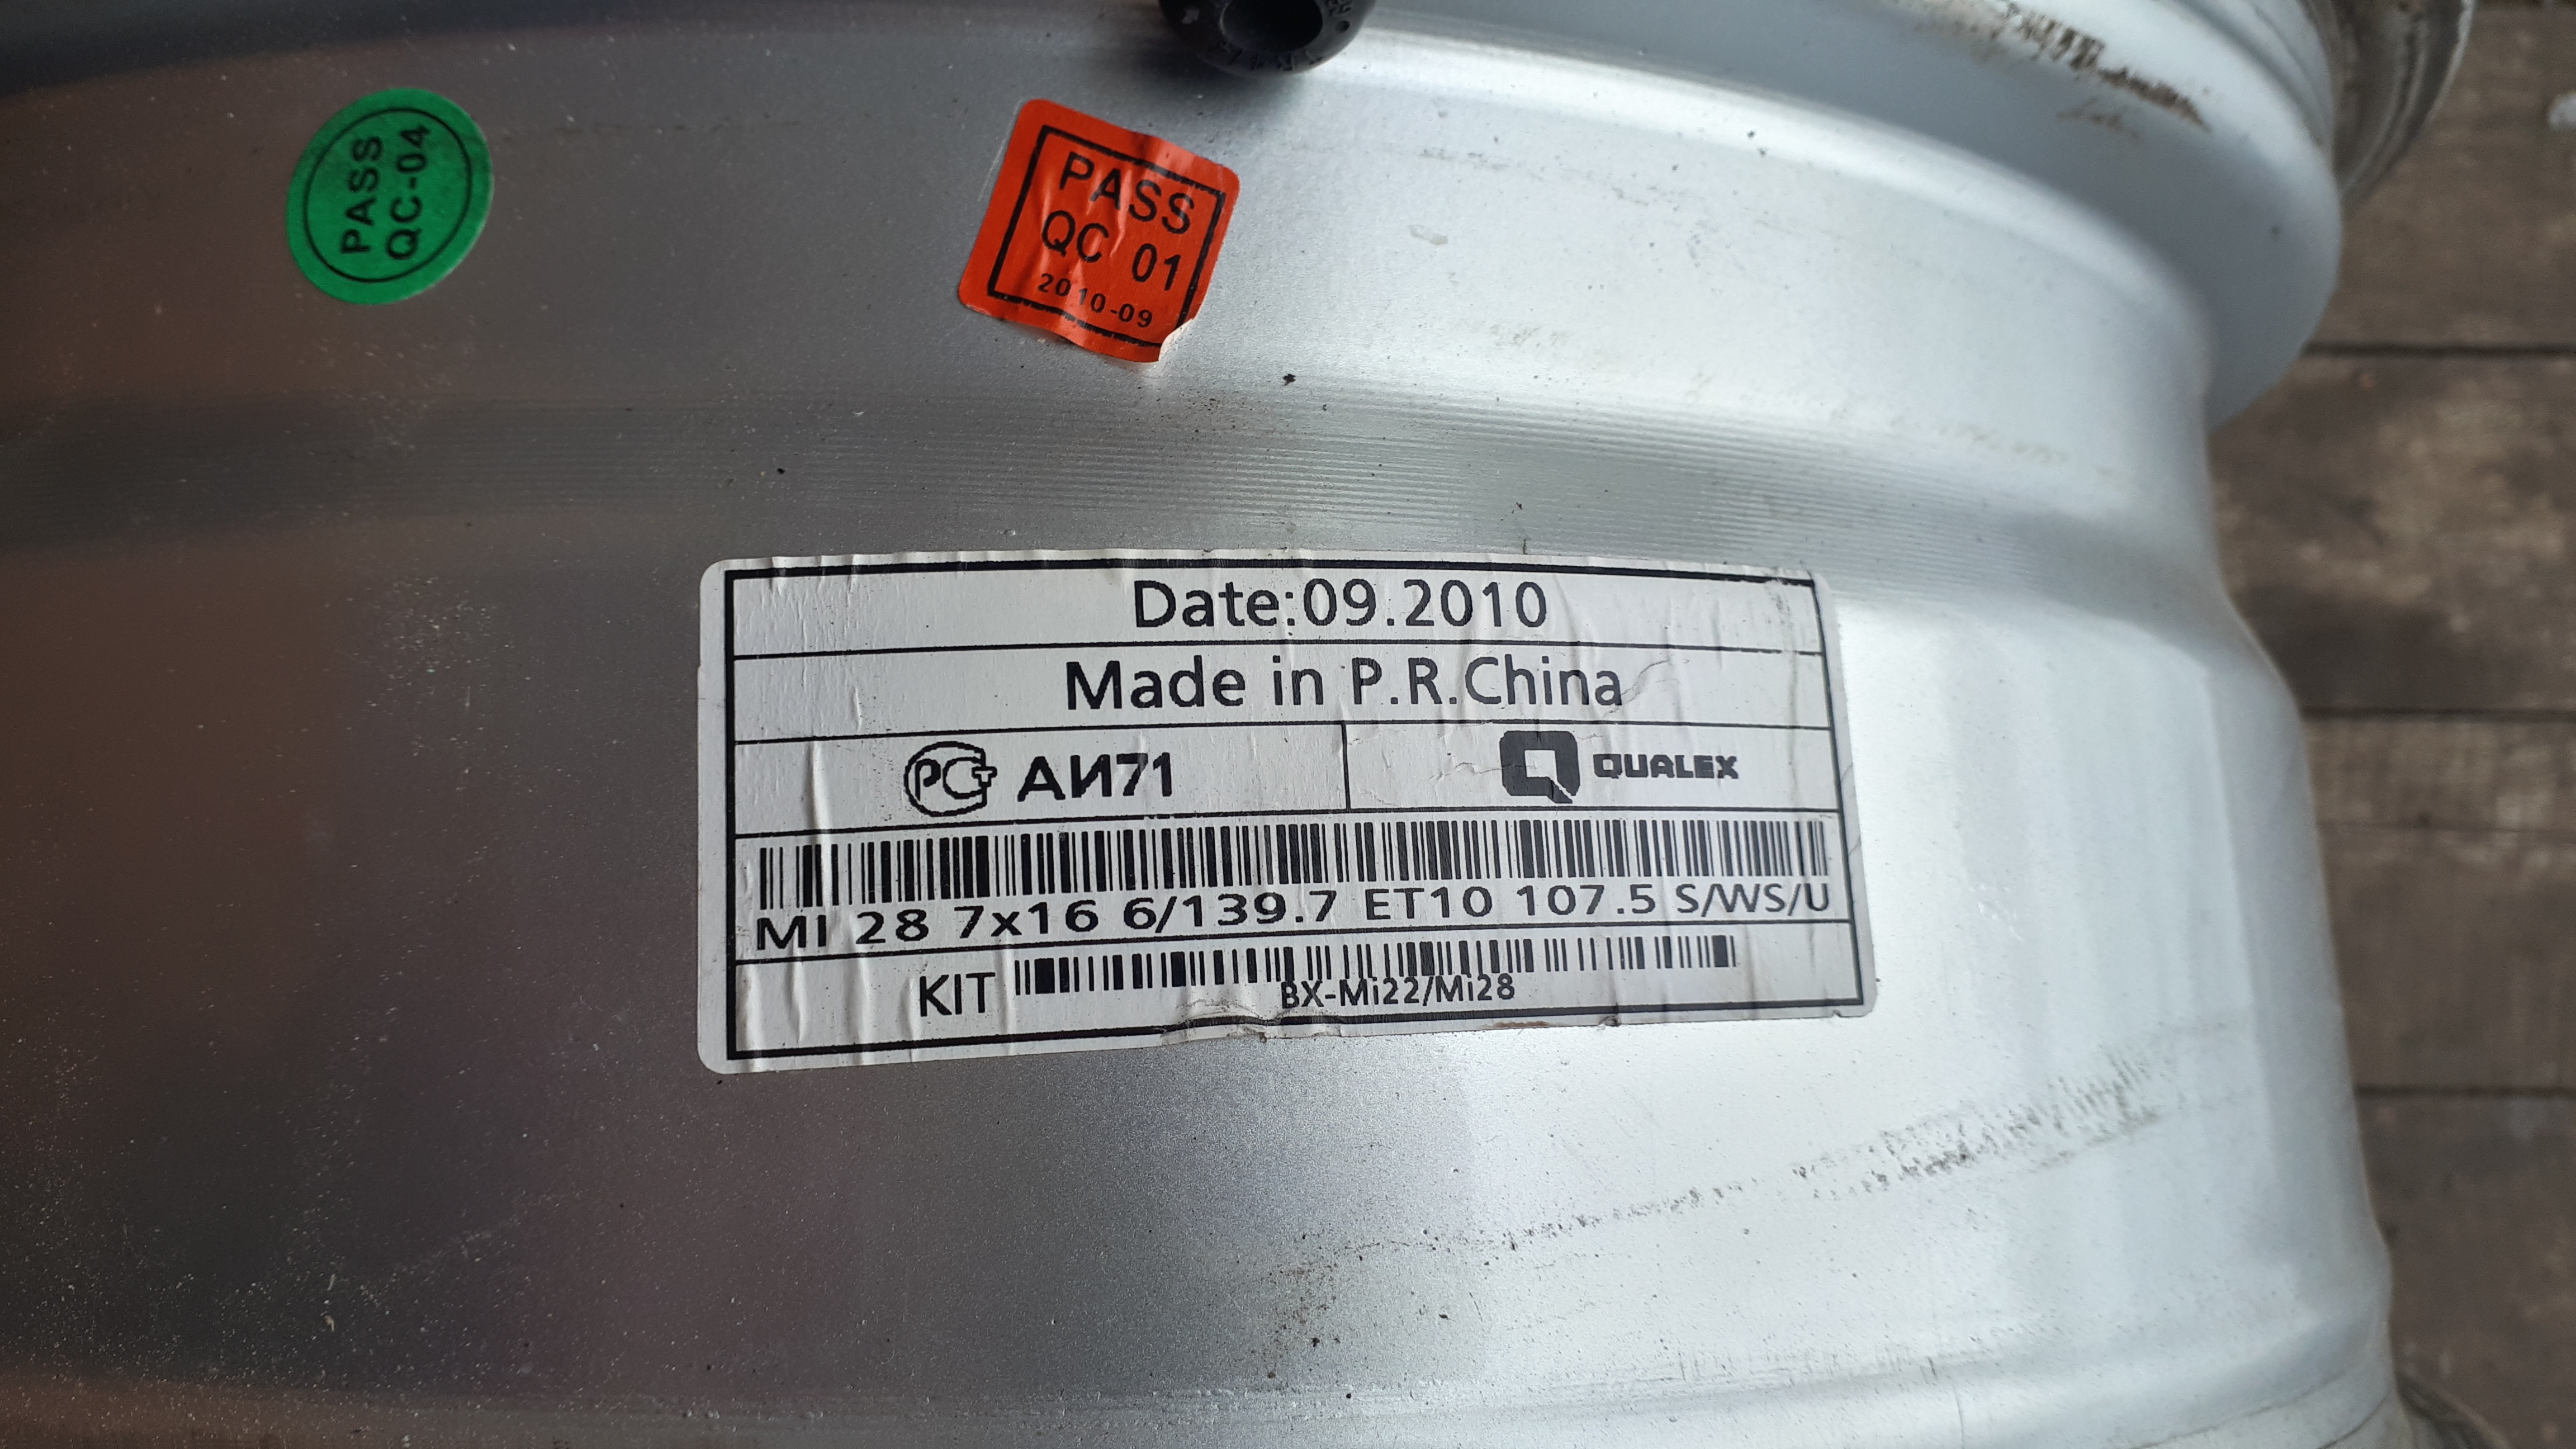 PASS
QC-04
PASS
QC 01
2010-09
Date:09.2010
Made in P.R.China
РСТ АИ71
QUALEX
MI 28 7x16 6/139.7 ET10 107.5 S/WS/U
KIT
BX-Mi22/Mi28